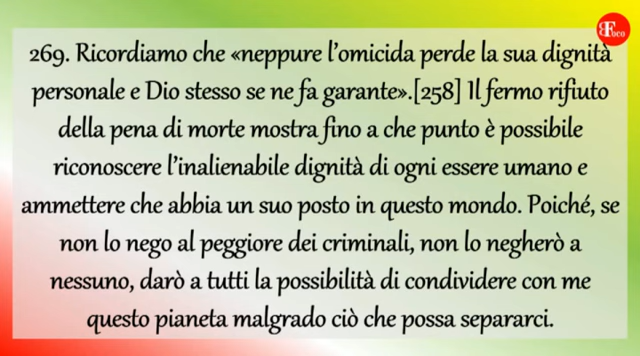 BFoco
269. Ricordiamo che «neppure l'omicida perde la sua dignità
personale e Dio stesso se ne fa garante».[258] Il fermo rifiuto
della pena di morte mostra fino a che punto è possibile
riconoscere l'inalienabile dignità di ogni essere umano e
ammettere che abbia un suo posto in questo mondo. Poiché, se
non lo nego al peggiore dei criminali, non lo negherò a
nessuno, darò a tutti la possibilità di condividere con me
questo pianeta malgrado ciò che possa separarci.